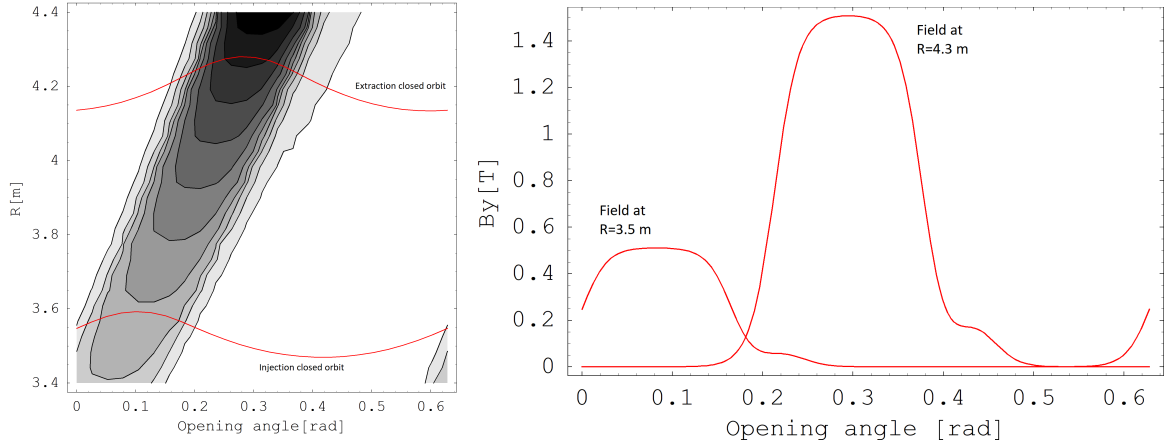 4.4
4.2
4
3.8
3.6
3.4
R[m]
0
0.1
0.2
0.3
0.4
0.5
0.6
Opening angle[rad]
Extraction closed orbit
Injection closed orbit
1.4
1.2
1
0.8
0.6
0.4
0.2
0
By[T]
0
0.1
0.2
0.3
0.4
0.5
0.6
Opening angle [rad]
Field at
R=4.3 m
Field at
R=3.5 m